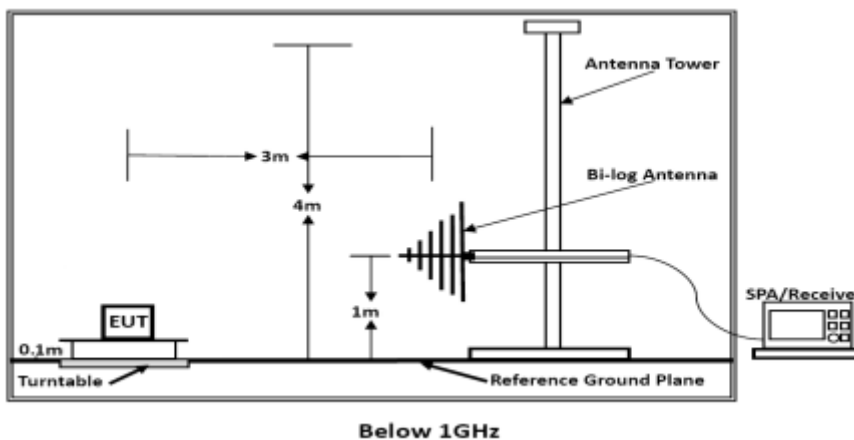 Antenna Tower
3m
Bi-log Antenna
4m
1m
SPA/Receive
EUT
0.1m
Turntable
Reference Ground Plane
Below 1GHz